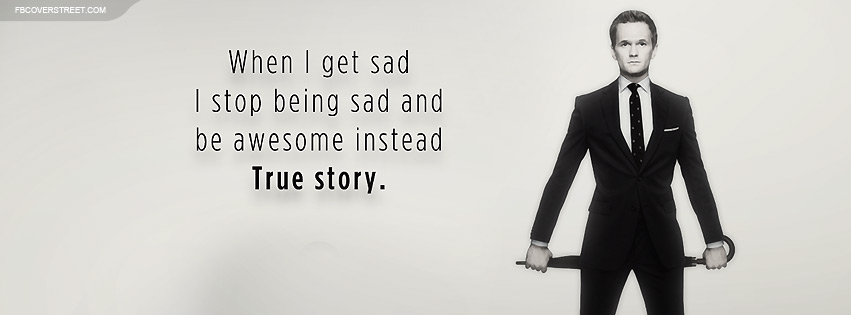 FBCOVERSTREET.COM
When I get sad
I stop being sad and
be awesome instead
True story.